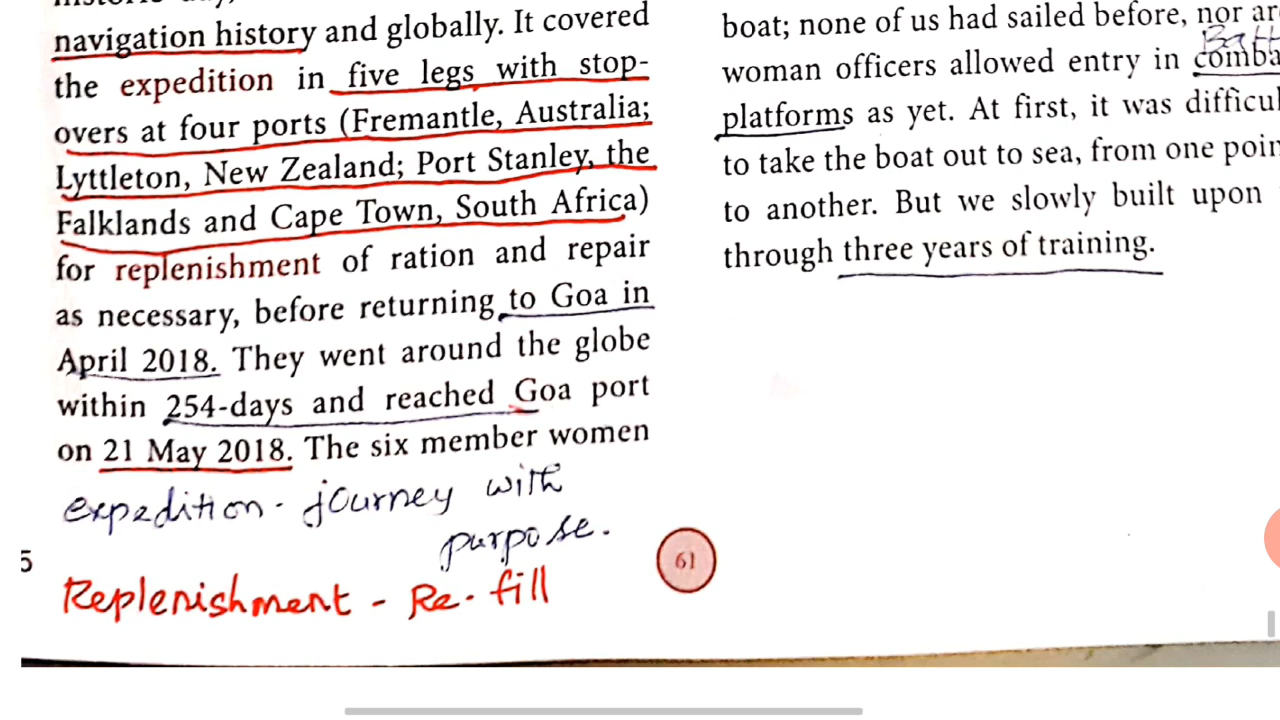 navigation history and globally. It covered
the expedition in five legs with stop-
overs at four ports (Fremantle, Australia;
Lyttleton, New Zealand; Port Stanley, the
Falklands and Cape Town, South Africa)
for replenishment of ration and repair
as necessary, before returning to Goa in
April 2018. They went around the globe
within 254-days and reached Goa port
on 21 May 2018. The six member women
expedition - journey with
purpose.
Replenishment - Re-fill
5
61
boat; none of us had sailed before, nor ar
woman officers allowed entry in comba
platforms as yet. At first, it was difficul
to take the boat out to sea, from one poin
to another. But we slowly built upon
through three years of training.